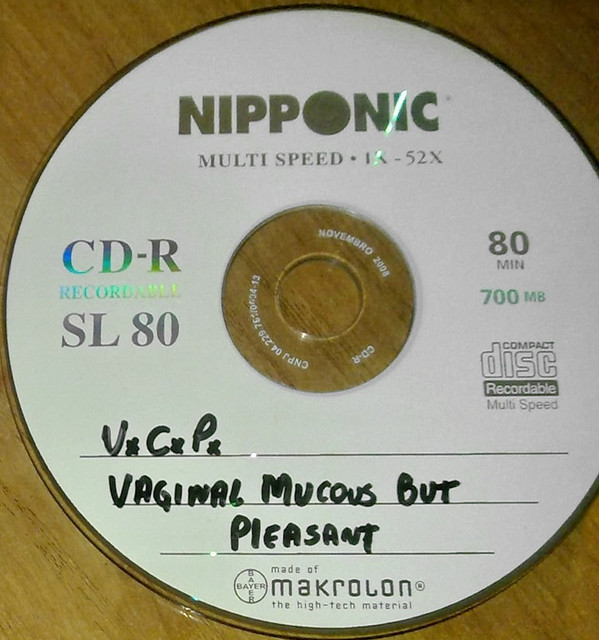 NIPPONIC
MULTI SPEED • 1X - 52X
CD-R
RECORDABLE
SL 80
NOVEMBRO 2008
CD-R
80
MIN
700 MB
COMPACT
disc
Recordable
Multi Speed
V*C*P*
VAGINAL MUCOUS BUT
PLEASANT
BAYER
BAYER
made of
makrolon®
the high-tech material